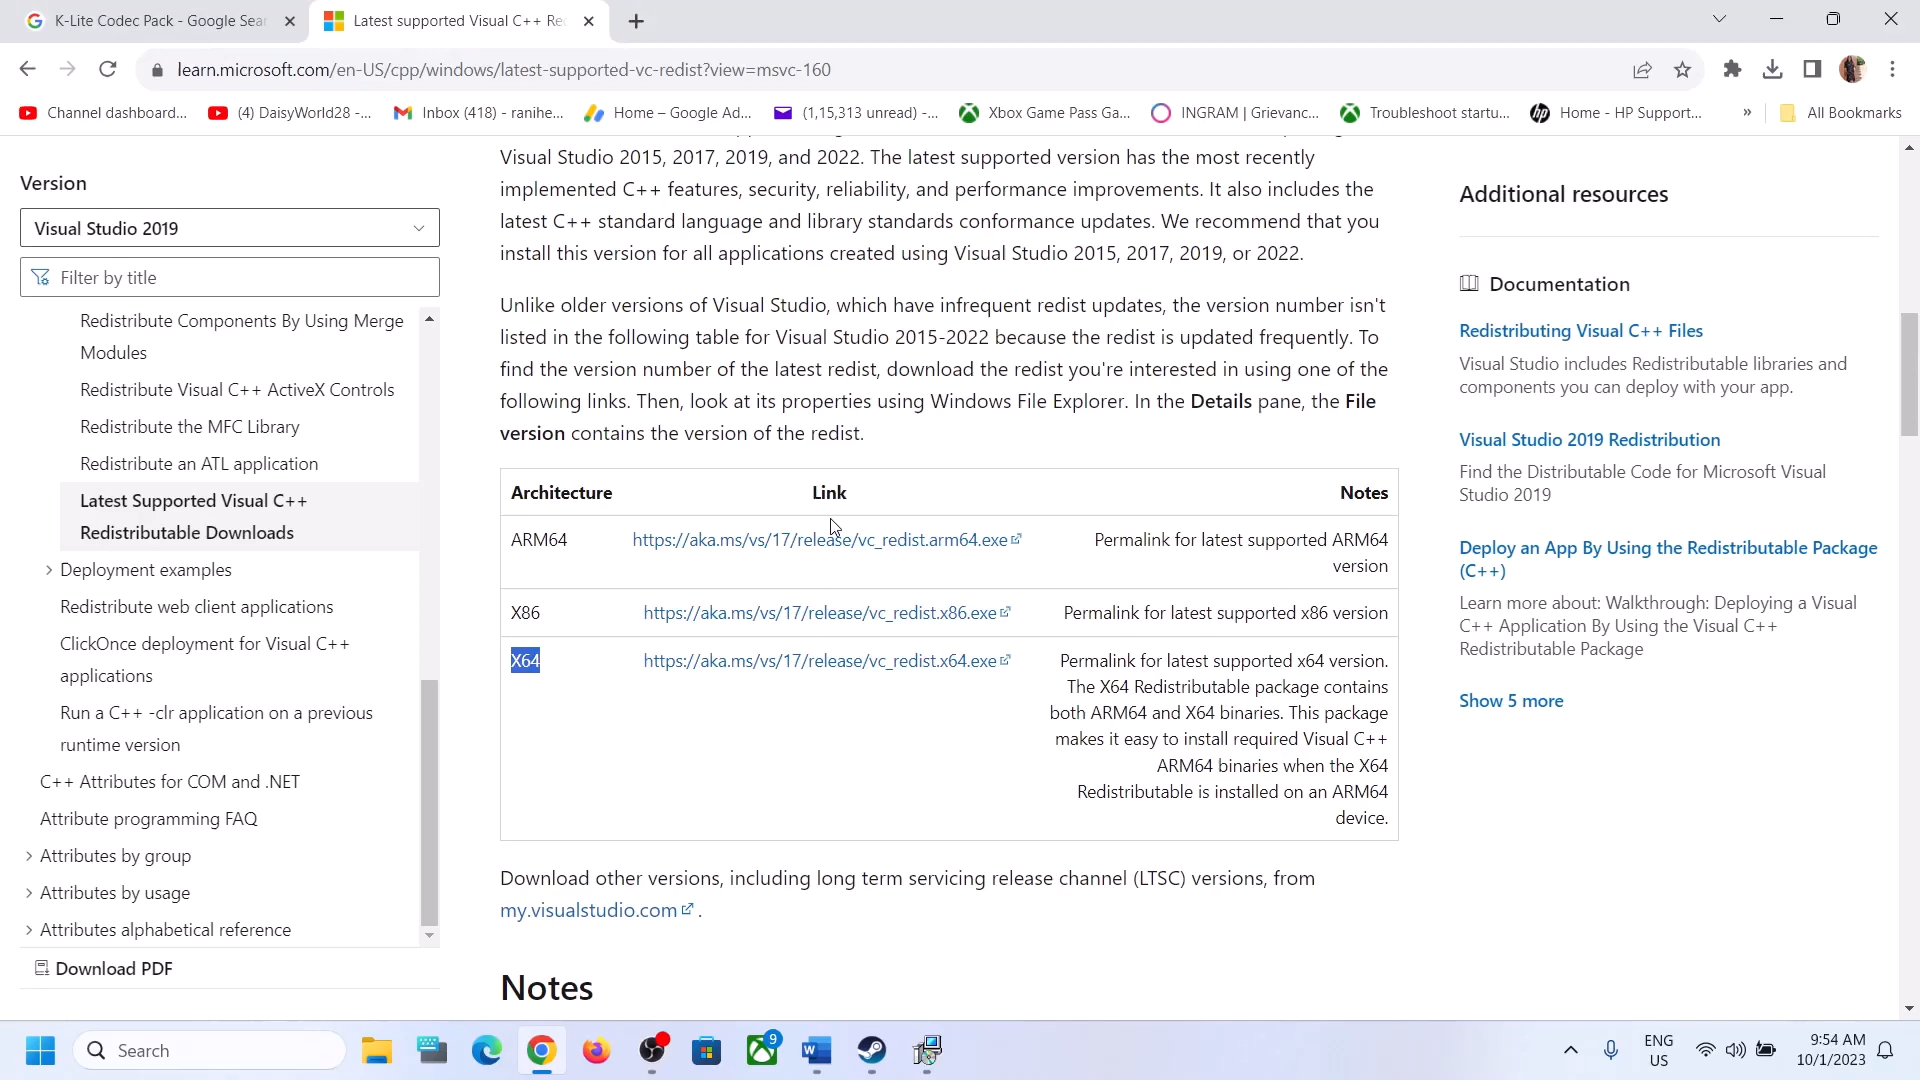 K-Lite Codec Pack - Google Sea
Latest supported Visual C++ Re
learn.microsoft.com/en-US/cpp/windows/latest-supported-vc-redist?view=msvc-160
Channel dashboard...
(4) DaisyWorld28 -...
Inbox (418) - ranihe...
Home – Google Ad...
(1,15,313 unread) -...
Xbox Game Pass Ga...
INGRAM | Grievanc...
Troubleshoot startu...
Home - HP Support...
»
All Bookmarks
Version
Visual Studio 2019
Filter by title
Redistribute Components By Using Merge
Modules
Redistribute Visual C++ ActiveX Controls
Redistribute the MFC Library
Redistribute an ATL application
Latest Supported Visual C++
Redistributable Downloads
Deployment examples
Redistribute web client applications
ClickOnce deployment for Visual C++
applications
Run a C++ -clr application on a previous
runtime version
C++ Attributes for COM and .NET
Attribute programming FAQ
Attributes by group
Attributes by usage
Attributes alphabetical reference
Download PDF
Visual Studio 2015, 2017, 2019, and 2022. The latest supported version has the most recently
implemented C++ features, security, reliability, and performance improvements. It also includes the
latest C++ standard language and library standards conformance updates. We recommend that you
install this version for all applications created using Visual Studio 2015, 2017, 2019, or 2022.
Unlike older versions of Visual Studio, which have infrequent redist updates, the version number isn't
listed in the following table for Visual Studio 2015-2022 because the redist is updated frequently. To
find the version number of the latest redist, download the redist you're interested in using one of the
following links. Then, look at its properties using Windows File Explorer. In the Details pane, the File
version contains the version of the redist.
Architecture Link Notes
ARM64 https://aka.ms/vs/17/release/vc_redist.arm64.exe Permalink for latest supported ARM64
version
X86 https://aka.ms/vs/17/release/vc_redist.x86.exe Permalink for latest supported x86 version
X64 https://aka.ms/vs/17/release/vc_redist.x64.exe Permalink for latest supported x64 version.
The X64 Redistributable package contains
both ARM64 and X64 binaries. This package
makes it easy to install required Visual C++
ARM64 binaries when the X64
Redistributable is installed on an ARM64
device.
Download other versions, including long term servicing release channel (LTSC) versions, from
my.visualstudio.com .
Notes
Additional resources
Documentation
Redistributing Visual C++ Files
Visual Studio includes Redistributable libraries and
components you can deploy with your app.
Visual Studio 2019 Redistribution
Find the Distributable Code for Microsoft Visual
Studio 2019
Deploy an App By Using the Redistributable Package
(C++)
Learn more about: Walkthrough: Deploying a Visual
C++ Application By Using the Visual C++
Redistributable Package
Show 5 more
Search
9
ENG
US
9:54 AM
10/1/2023